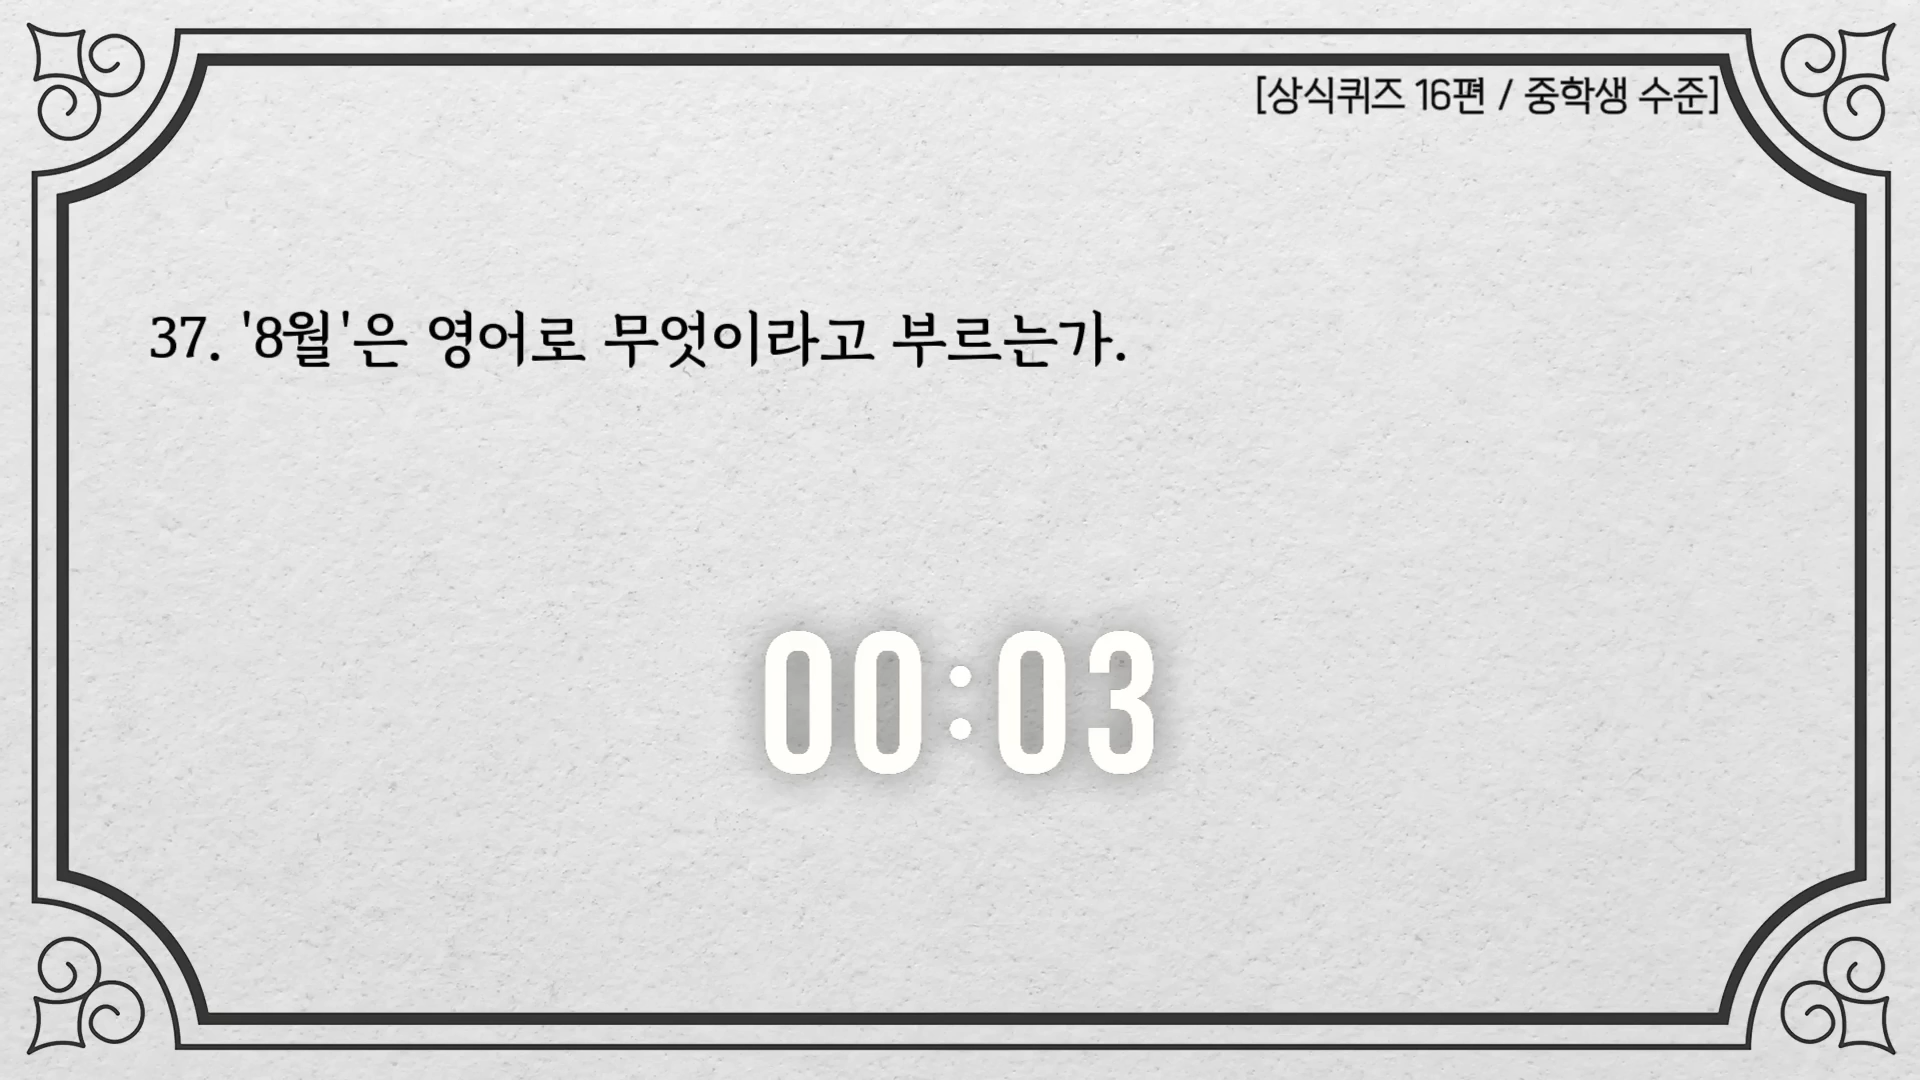 [상식퀴즈 16편 / 중학생 수준]
37. '8월'은 영어로 무엇이라고 부르는가.
00:03